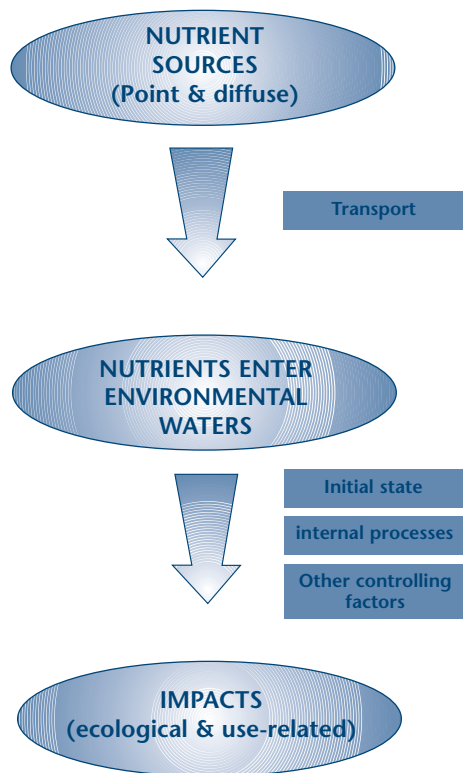 NUTRIENT
SOURCES
(Point & diffuse)
Transport
NUTRIENTS ENTER
ENVIRONMENTAL
WATERS
Initial state
internal processes
Other controlling
factors
IMPACTS
(ecological & use-related)